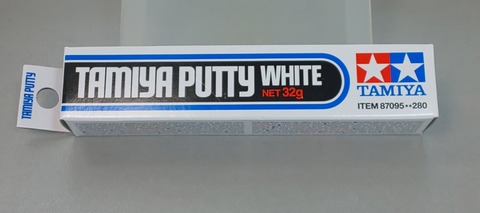 TAMIYA PUTTY
TAMIYA PUTTY WHITE
NET 32g
TAMIYA
ITEM 87095••280